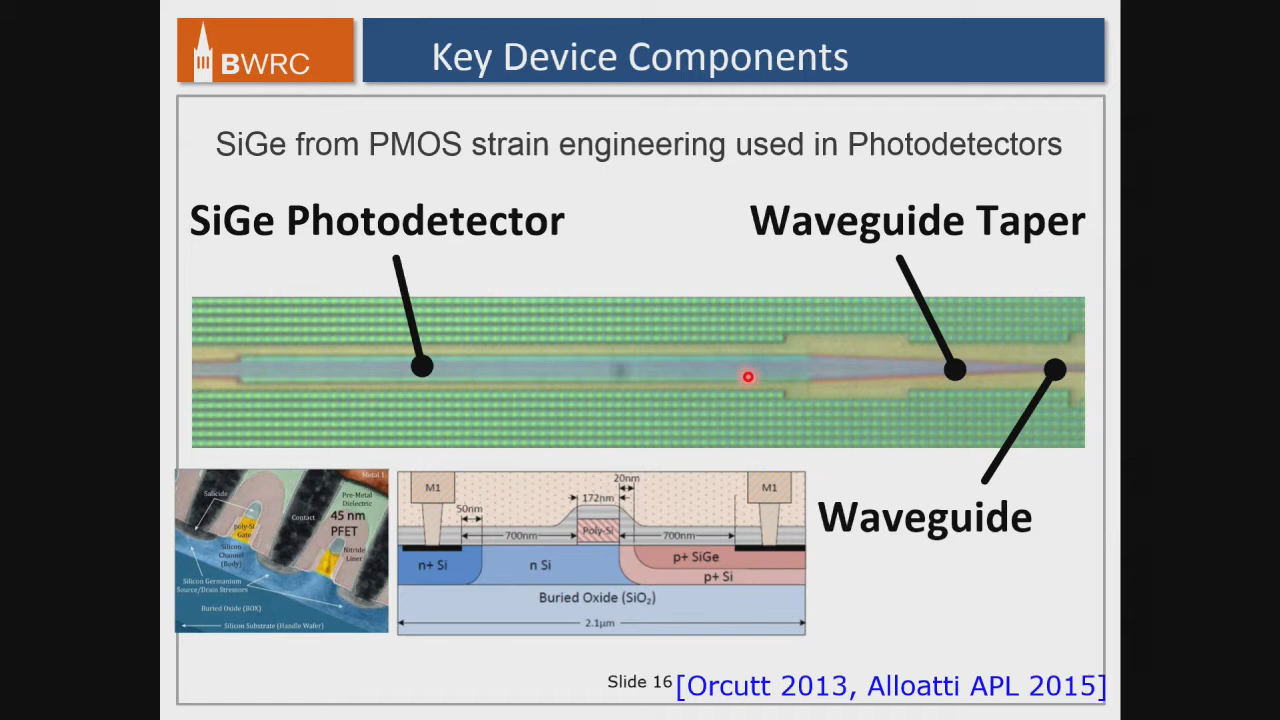 BWRC
Key Device Components
SiGe from PMOS strain engineering used in Photodetectors
SiGe Photodetector
Waveguide Taper
Waveguide
Metal 1
Salicide
Pre-Metal
Dielectric
Contact
45 nm
PFET
poly-Si
Gate
Silicon
Channel
(Body)
Nitride
Liner
Silicon Germanium
Source/Drain Stressors
Buried Oxide (BOX)
Silicon Substrate (Handle Wafer)
20nm
M1
M1
172nm
50nm
700nm
Poly-Si
700nm
n+ Si
n Si
p+ SiGe
p+ Si
Buried Oxide (SiO₂)
2.1μm
Slide 16
[Orcutt 2013, Alloatti APL 2015]